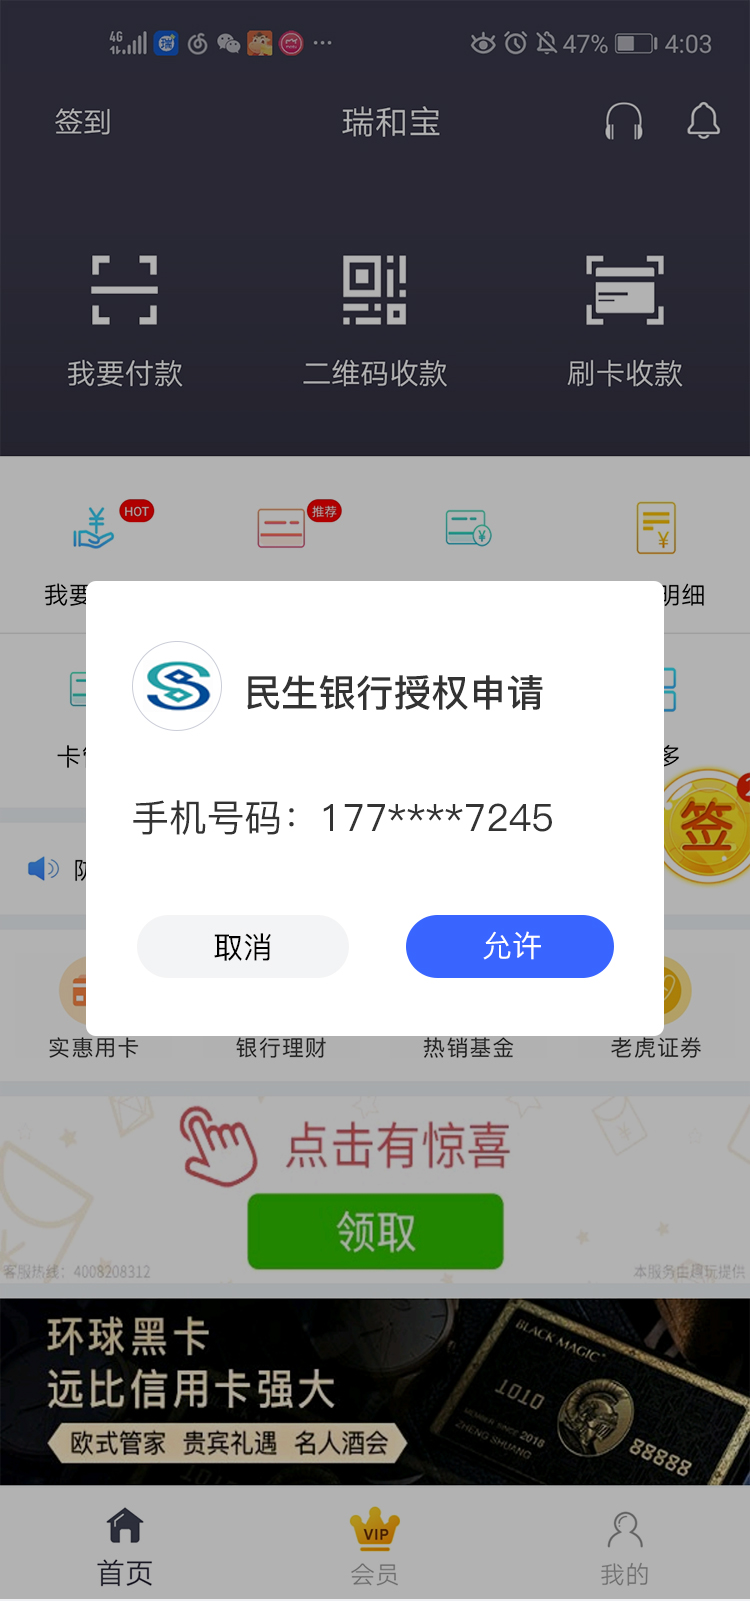 4G 47% 4:03
签到 瑞和宝
我要付款 二维码收款 刷卡收款
HOT 推荐
我要 明细
民生银行授权申请
卡 多
手机号码：177****7245
签
防
取消 允许
实惠用卡 银行理财 热销基金 老虎证券
点击有惊喜
领取
客服热线：4008208312 本服务由趣玩提供
环球黑卡
远比信用卡强大
欧式管家 贵宾礼遇 名人酒会
BLACK MAGIC
1010
MEMBER SINCE 2018
ZHENG SHUANG
88888
VIP
首页 会员 我的